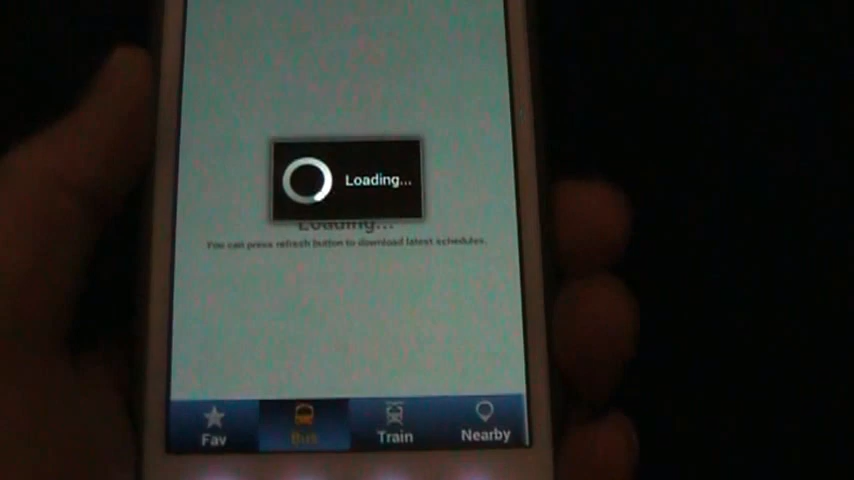 Loading...
Loading...
You can press refresh button to download latest schedules.
Fav
Bus
Train
Nearby